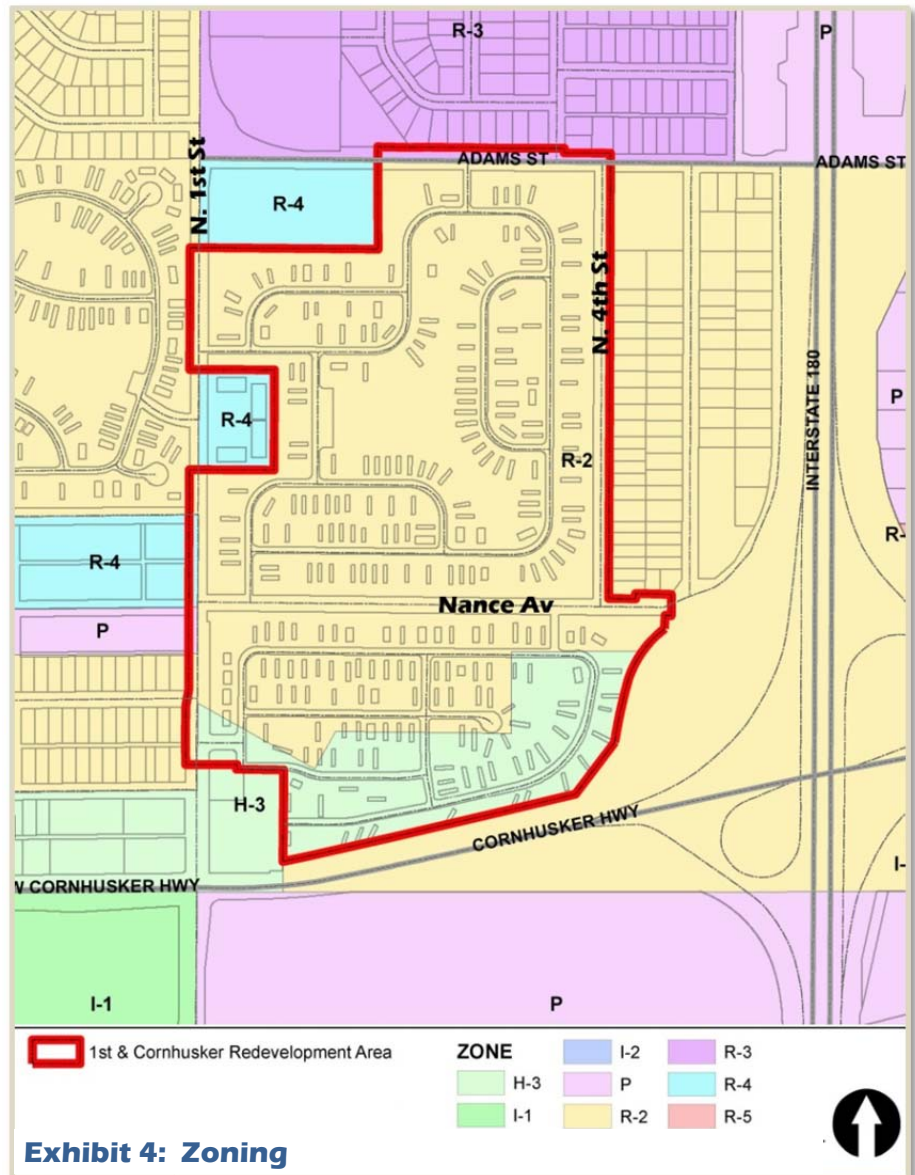 R-3
P
N. 1st St
ADAMS ST
ADAMS ST
R-4
N. 4th St
INTERSTATE 180
P
R-4
R-2
R-4
R-
Nance Av
P
H-3
CORNHUSKER HWY
I-
W CORNHUSKER HWY
I-1
P
1st & Cornhusker Redevelopment Area
ZONE
H-3
I-1
I-2
P
R-2
R-3
R-4
R-5
Exhibit 4: Zoning